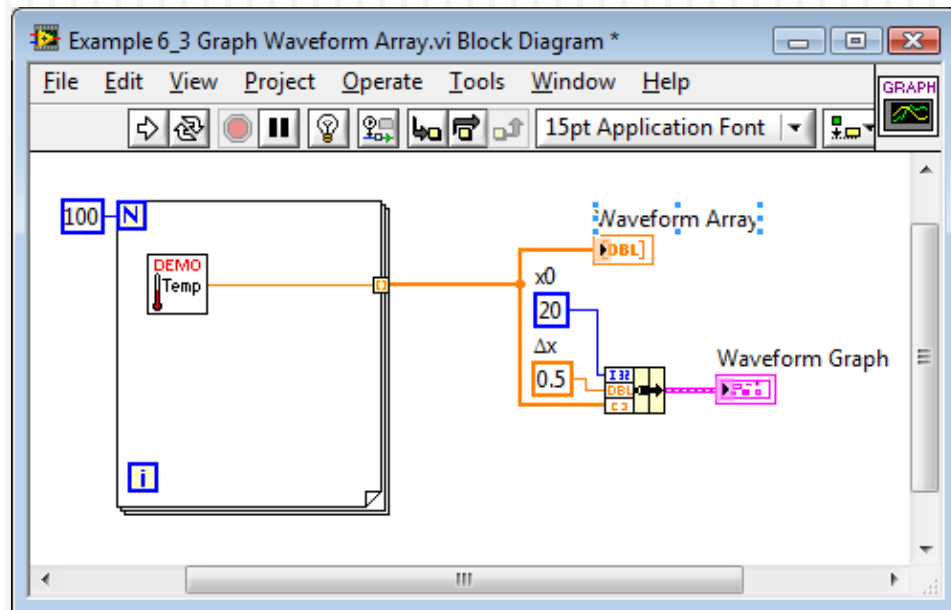 Example 6_3 Graph Waveform Array.vi Block Diagram *
File Edit View Project Operate Tools Window Help
GRAPH
15pt Application Font
100 N
DEMO
Temp
i
Waveform Array
DBL]
x0
20
Δx
0.5
I32
DBL
[ ]
Waveform Graph